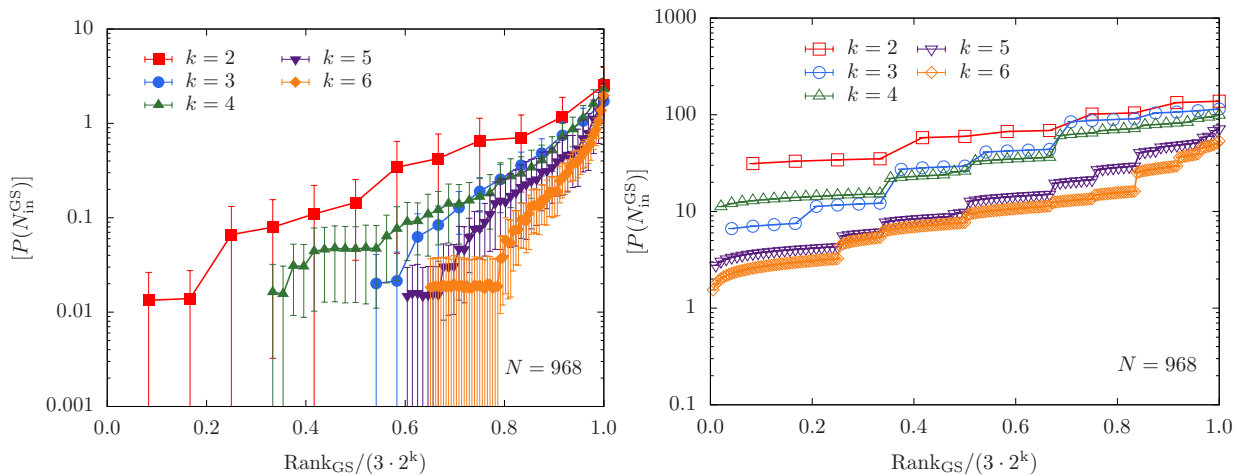 10
1
0.1
0.01
0.001
[P(N_in^GS)]
k = 2
k = 3
k = 4
k = 5
k = 6
N = 968
0.0 0.2 0.4 0.6 0.8 1.0
Rank_GS/(3 · 2^k)
1000
100
10
1
0.1
[P(N_in^GS)]
k = 2
k = 3
k = 4
k = 5
k = 6
N = 968
0.0 0.2 0.4 0.6 0.8 1.0
Rank_GS/(3 · 2^k)